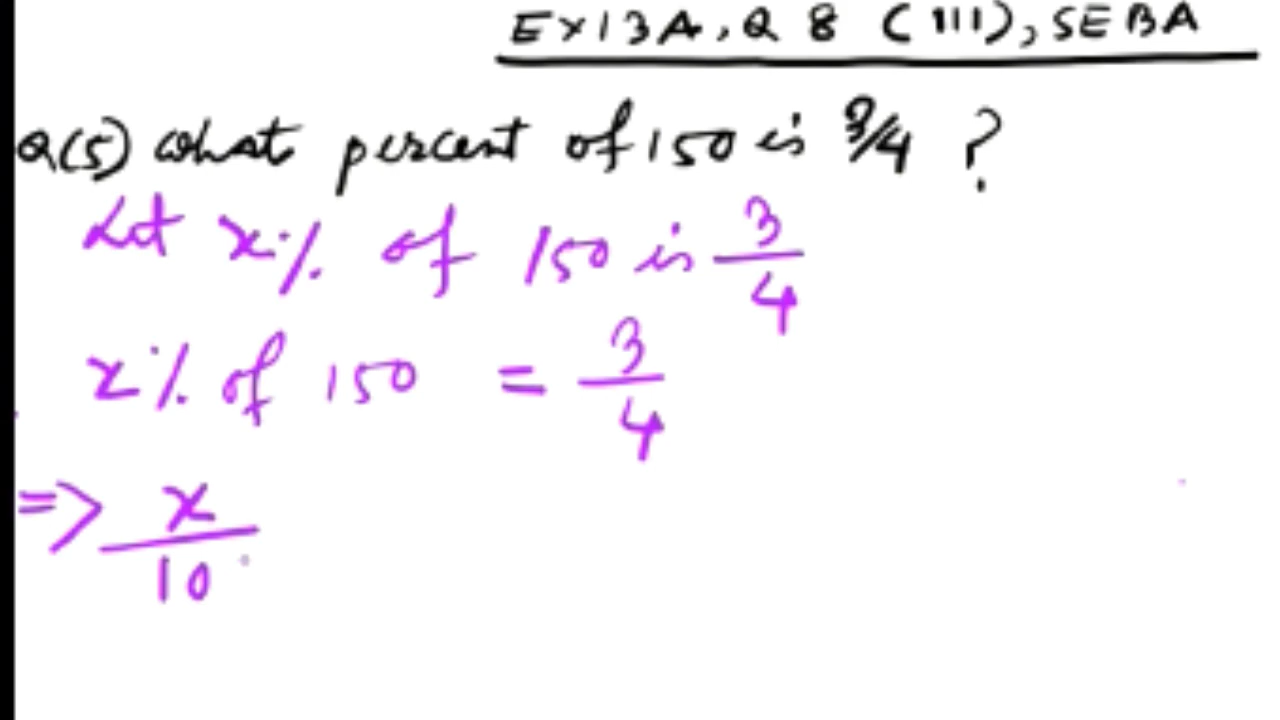 EX13A, Q 8 (III), SEBA
Q(5) What percent of 150 is 3/4 ?
Let x% of 150 is 3/4
x% of 150 = 3/4
=> x/10